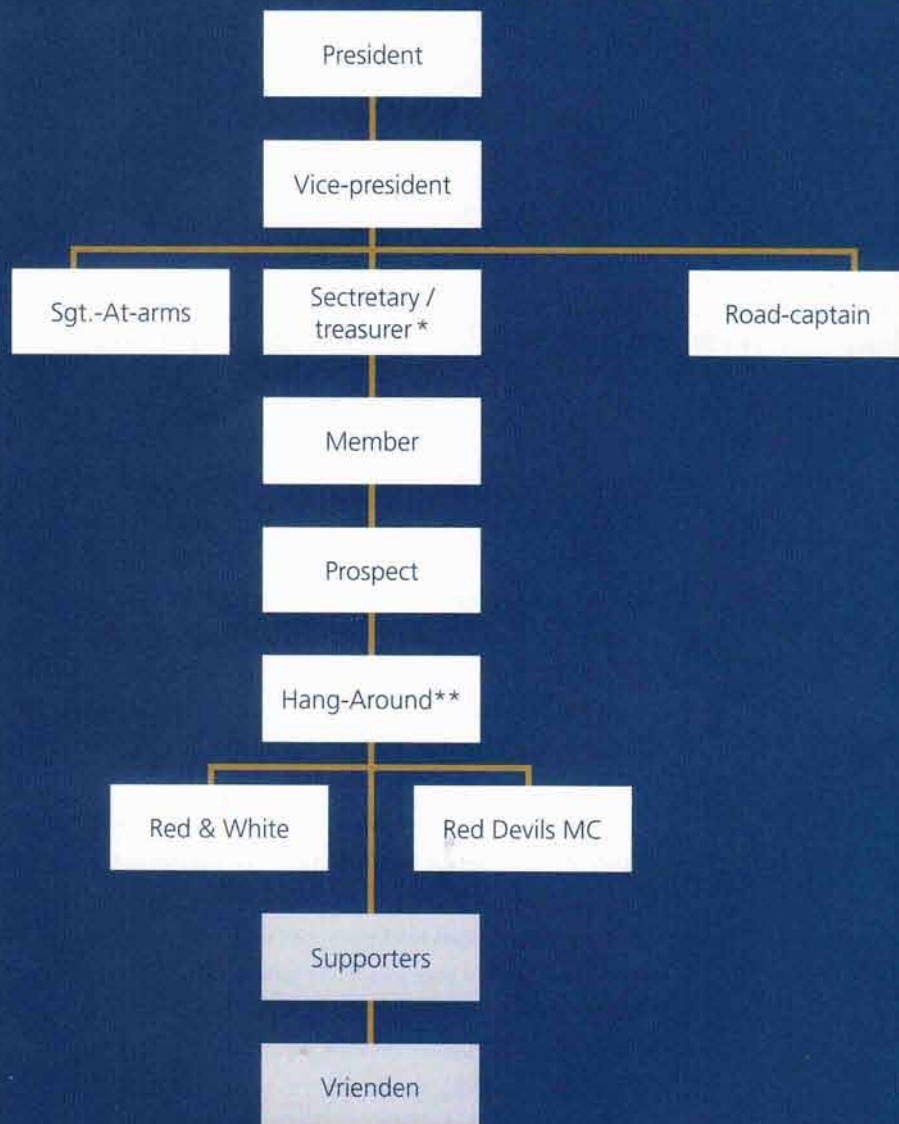 President
Vice-president
Sgt.-At-arms
Sectretary /
treasurer *
Road-captain
Member
Prospect
Hang-Around**
Red & White
Red Devils MC
Supporters
Vrienden